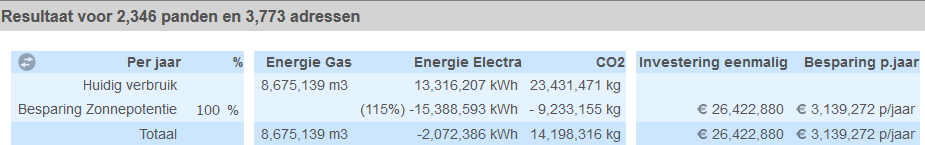 Resultaat voor 2,346 panden en 3,773 adressen
Per jaar % Energie Gas Energie Electra CO2 Investering eenmalig Besparing p.jaar
Huidig verbruik 8,675,139 m3 13,316,207 kWh 23,431,471 kg
Besparing Zonnepotentie 100 % (115%) -15,388,593 kWh - 9,233,155 kg € 26,422,880 € 3,139,272 p/jaar
Totaal 8,675,139 m3 -2,072,386 kWh 14,198,316 kg € 26,422,880 € 3,139,272 p/jaar